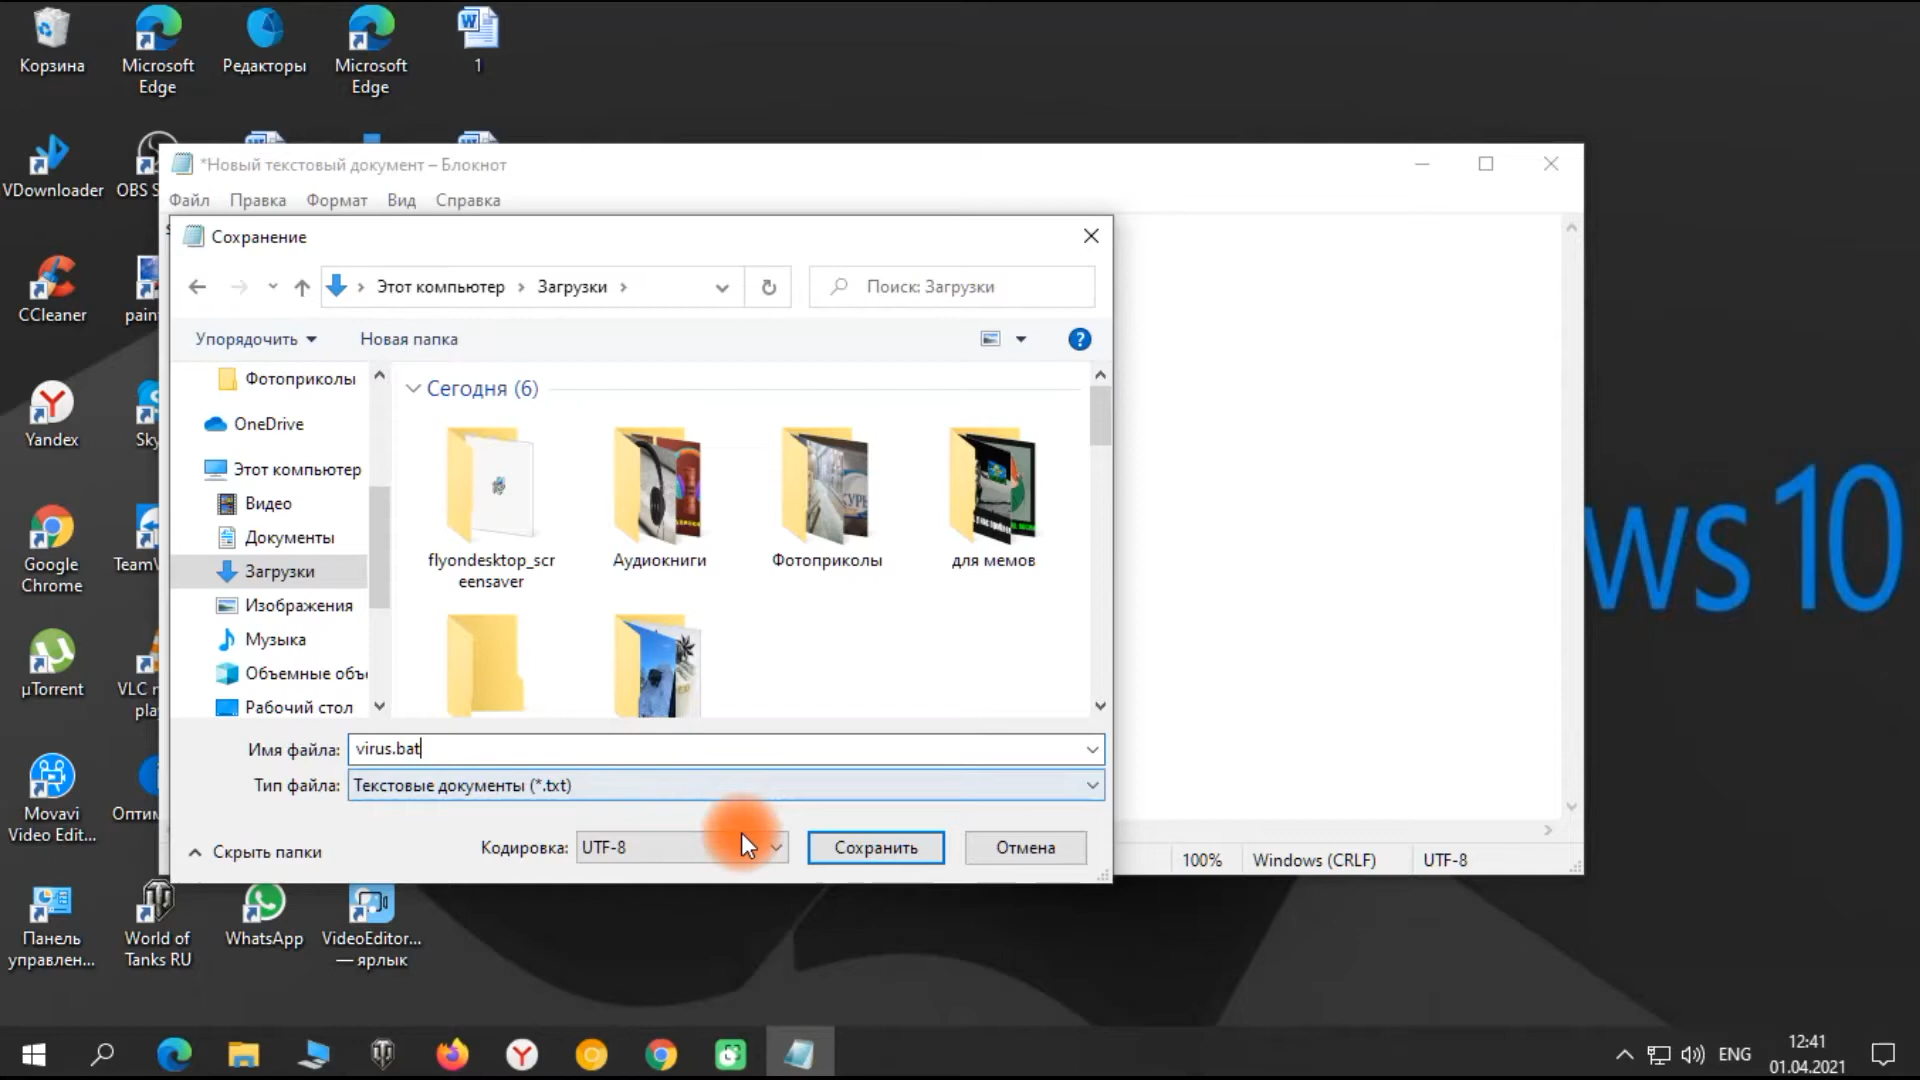 Корзина
Microsoft
Edge
Редакторы
Microsoft
Edge
1
VDownloader
OBS S
CCleaner
pain
Yandex
Sky
Google
Chrome
TeamV
µTorrent
VLC
Movavi
Video Edit...
Оптим
Панель
управлен...
World of
Tanks RU
WhatsApp
VideoEditor...
— ярлык
*Новый текстовый документ – Блокнот
Файл Правка Формат Вид Справка
Сохранение
Этот компьютер Загрузки
Поиск: Загрузки
Упорядочить Новая папка
?
Фотоприколы
OneDrive
Этот компьютер
Видео
Документы
Загрузки
Изображения
Музыка
Объемные объ
Рабочий стол
Сегодня (6)
flyondesktop_scr
eensaver
Аудиокниги
Фотоприколы
для мемов
Имя файла: virus.bat
Тип файла: Текстовые документы (*.txt)
Скрыть папки
Кодировка: UTF-8
Сохранить Отмена
100% Windows (CRLF) UTF-8
ws 10
ENG
12:41
01.04.2021